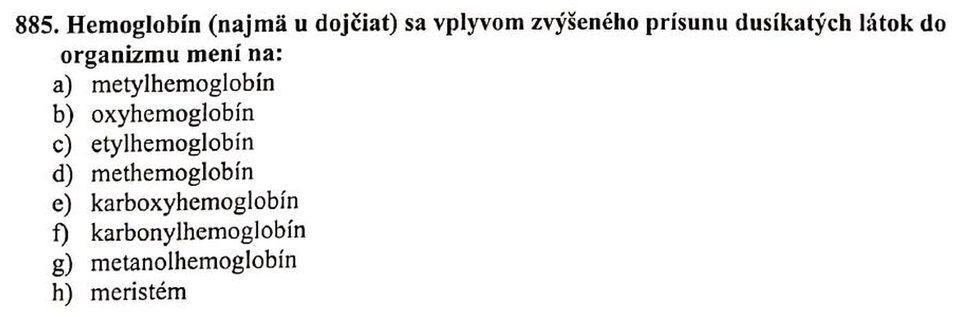 885. Hemoglobín (najmä u dojčiat) sa vplyvom zvýšeného prísunu dusíkatých látok do
organizmu mení na:
a) metylhemoglobín
b) oxyhemoglobín
c) etylhemoglobín
d) methemoglobín
e) karboxyhemoglobín
f) karbonylhemoglobín
g) metanolhemoglobín
h) meristém